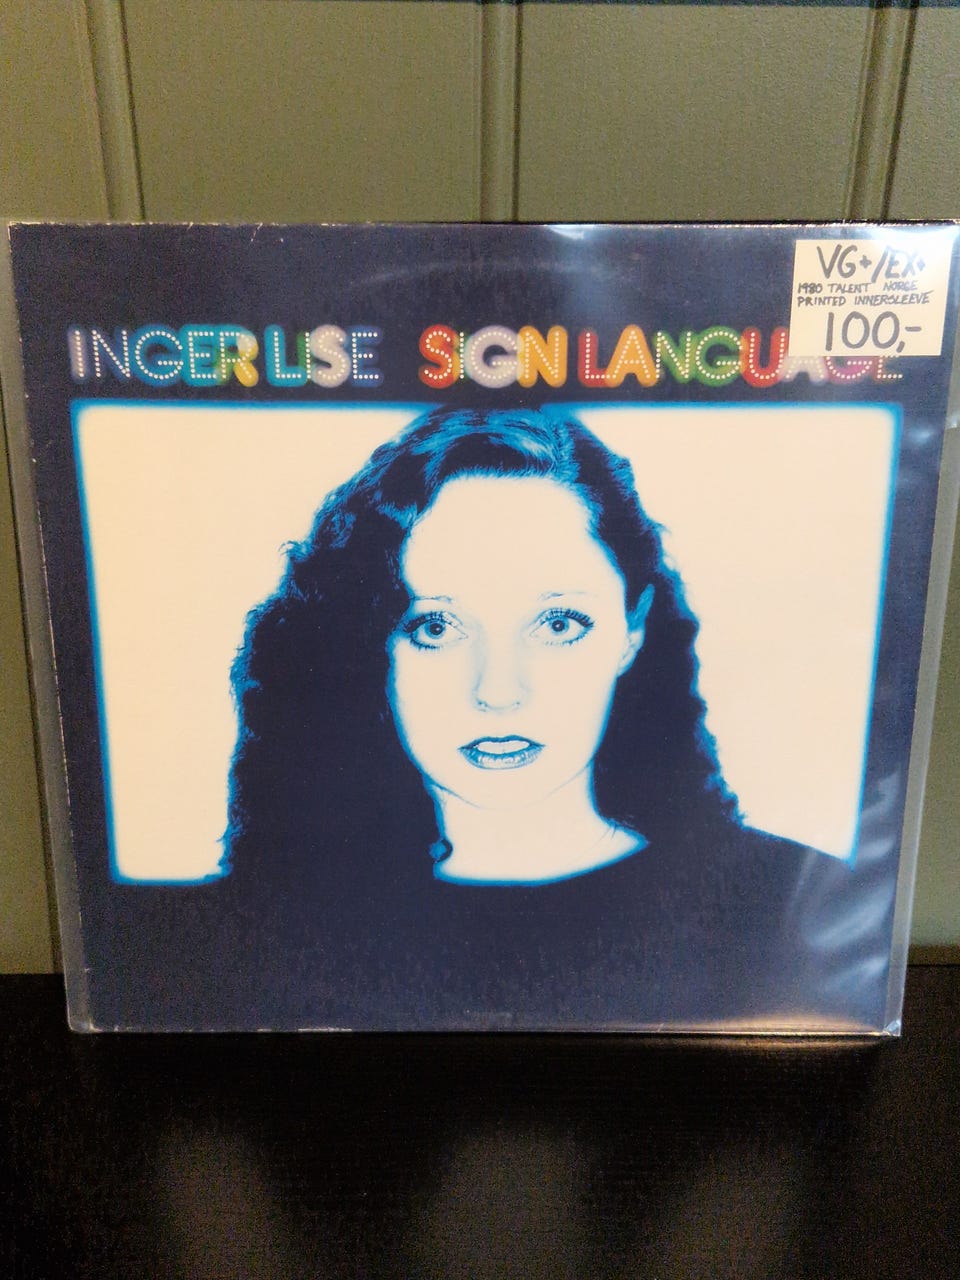 VG+/EX+
1980 TALENT NORGE
PRINTED INNERSLEEVE
100,-
INGER LISE SIGN LANGUAGE